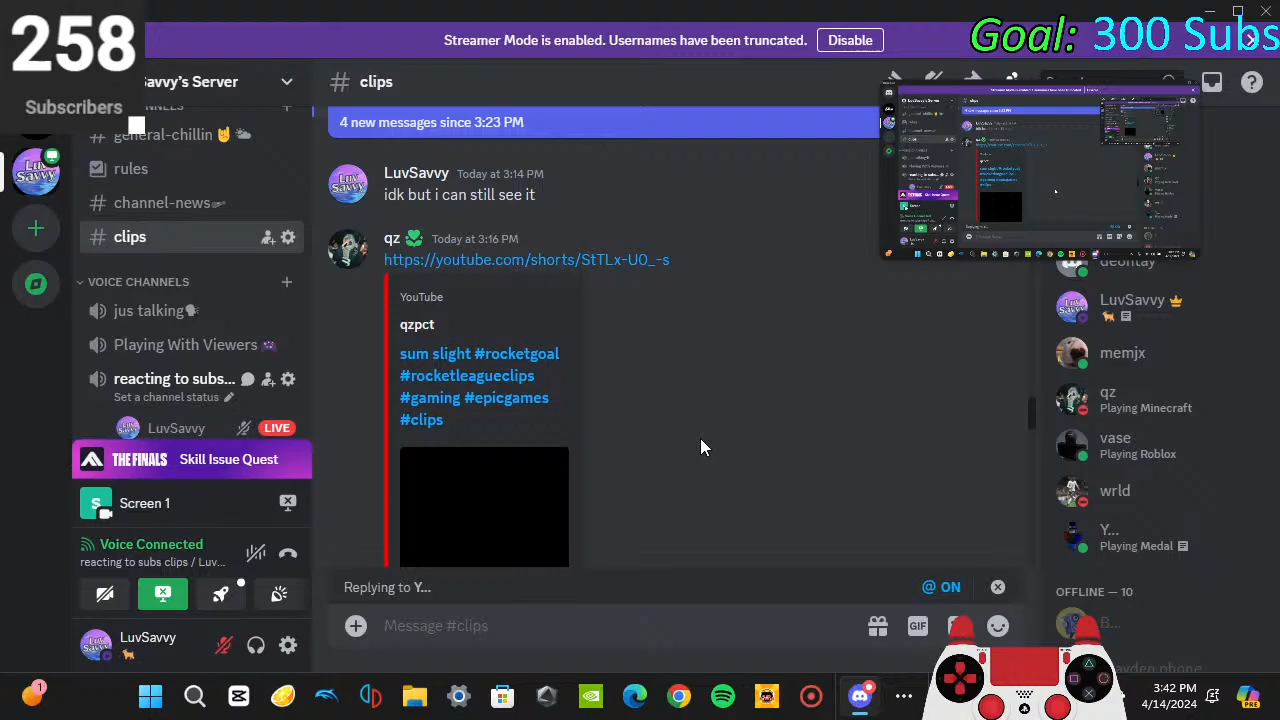 258
Subscribers
Streamer Mode is enabled. Usernames have been truncated.
Disable
Goal: 300 Subs
Savvy's Server
general-chillin
rules
channel-news
clips
VOICE CHANNELS
jus talking
Playing With Viewers
reacting to subs...
Set a channel status
LuvSavvy
LIVE
THE FINALS Skill Issue Quest
Screen 1
Voice Connected
reacting to subs clips / Luv...
LuvSavvy
# clips
4 new messages since 3:23 PM
LuvSavvy Today at 3:14 PM
idk but i can still see it
qz Today at 3:16 PM
https://youtube.com/shorts/StTLx-U0_-s
YouTube
qzpct
sum slight #rocketgoal
#rocketleagueclips
#gaming #epicgames
#clips
Replying to Y...
@ ON
Message #clips
GIF
deontay
LuvSavvy
memjx
qz
Playing Minecraft
vase
Playing Roblox
wrld
Y...
Playing Medal
OFFLINE — 10
B...
phone
1
3:42 PM
4/14/2024
PRE